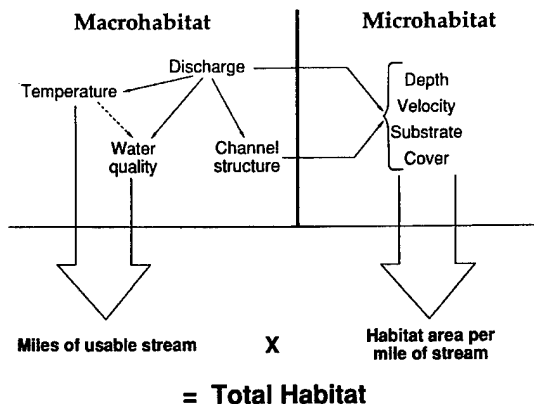 Macrohabitat
Microhabitat
Discharge
Temperature
Water
quality
Channel
structure
Depth
Velocity
Substrate
Cover
Miles of usable stream
X
Habitat area per
mile of stream
= Total Habitat